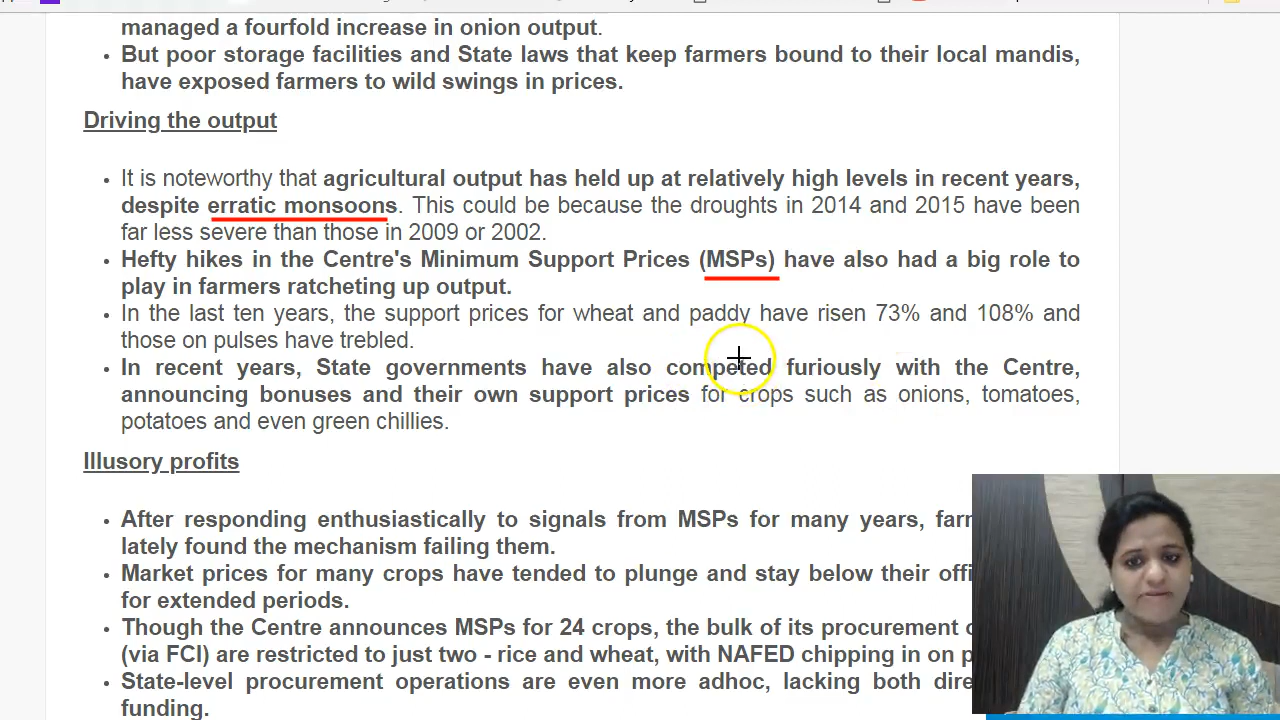 managed a fourfold increase in onion output.
• But poor storage facilities and State laws that keep farmers bound to their local mandis,
have exposed farmers to wild swings in prices.
Driving the output
• It is noteworthy that agricultural output has held up at relatively high levels in recent years,
despite erratic monsoons. This could be because the droughts in 2014 and 2015 have been
far less severe than those in 2009 or 2002.
• Hefty hikes in the Centre's Minimum Support Prices (MSPs) have also had a big role to
play in farmers ratcheting up output.
• In the last ten years, the support prices for wheat and paddy have risen 73% and 108% and
those on pulses have trebled.
• In recent years, State governments have also competed furiously with the Centre,
announcing bonuses and their own support prices for crops such as onions, tomatoes,
potatoes and even green chillies.
Illusory profits
• After responding enthusiastically to signals from MSPs for many years,
lately found the mechanism failing them.
• Market prices for many crops have tended to plunge and stay below their
for extended periods.
• Though the Centre announces MSPs for 24 crops, the bulk of its procurement
(via FCI) are restricted to just two - rice and wheat, with NAFED chipping in on
• State-level procurement operations are even more adhoc, lacking both
funding.